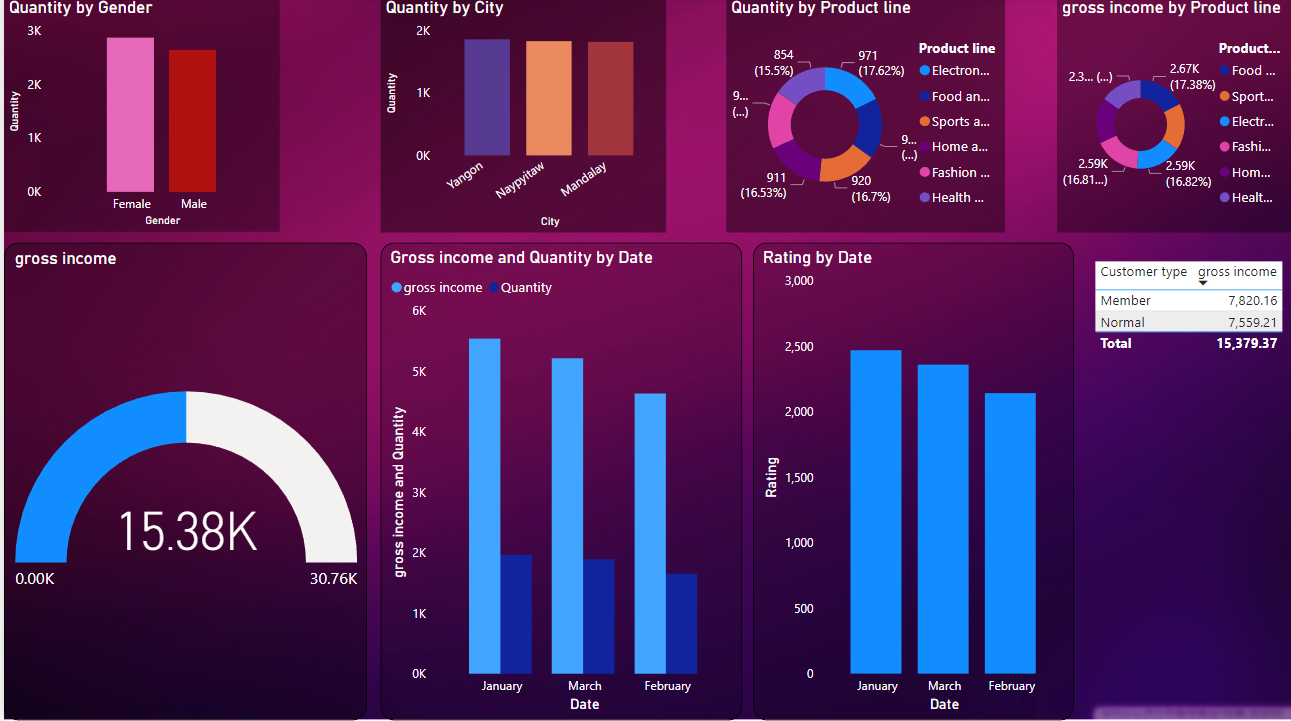 Quantity by Gender
3K
2K
1K
0K
Quantity
Female
Male
Gender
Quantity by City
2K
1K
0K
Quantity
Yangon
Naypyitaw
Mandalay
City
Quantity by Product line
854
(15.5%)
971
(17.62%)
9...
(...)
9...
(...)
911
(16.53%)
920
(16.7%)
Product line
Electron...
Food an...
Sports a...
Home a...
Fashion ...
Health ...
gross income by Product line
2.3... (...)
2.67K
(17.38%)
2.59K
(16.81...)
2.59K
(16.82%)
Product...
Food ...
Sport...
Electr...
Fashi...
Hom...
Healt...
gross income
15.38K
0.00K
30.76K
Gross income and Quantity by Date
gross income
Quantity
6K
5K
4K
3K
2K
1K
0K
gross income and Quantity
January
March
February
Date
Rating by Date
3,000
2,500
2,000
1,500
1,000
500
0
Rating
January
March
February
Date
Customer type gross income
Member 7,820.16
Normal 7,559.21
Total 15,379.37